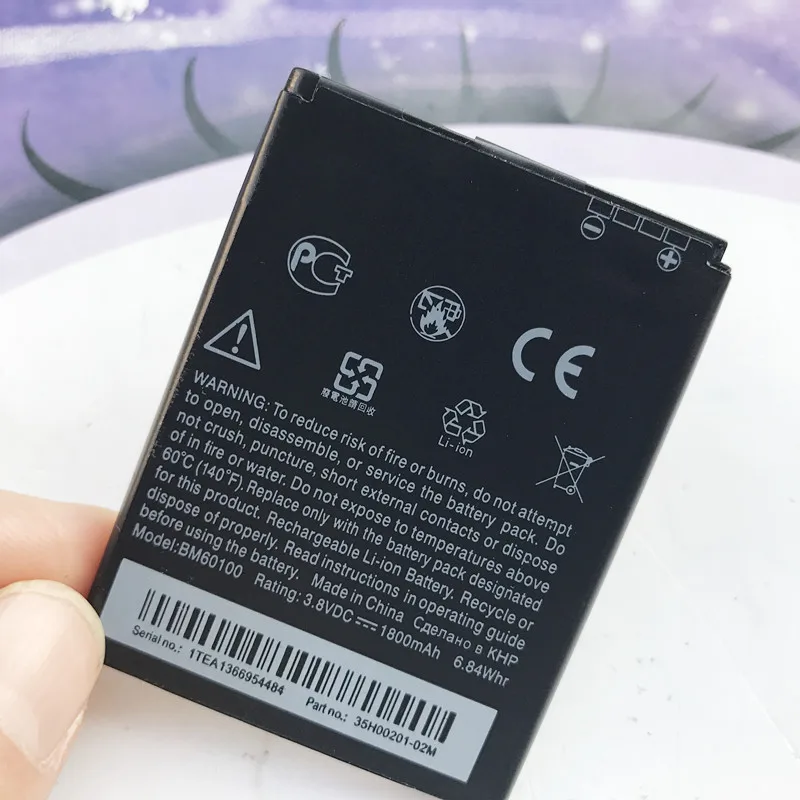 PCT
CE
廢電池請回收
Li-ion
WARNING: To reduce risk of fire or burns, do not attempt
to open, disassemble, or service the battery pack. Do
not crush, puncture, short external contacts or dispose
of in fire or water. Do not expose to temperatures above
60°C (140°F). Replace only with the battery pack designated
for this product. Rechargeable Li-ion Battery. Recycle or
dispose of properly. Read instructions in operating guide
before using the battery. Made in China Сделано в КНР
Model:BM60100 Rating: 3.8VDC⎓1800mAh 6.84Whr
Serial no.: 1TEA1366954484 Part no.: 35H00201-02M